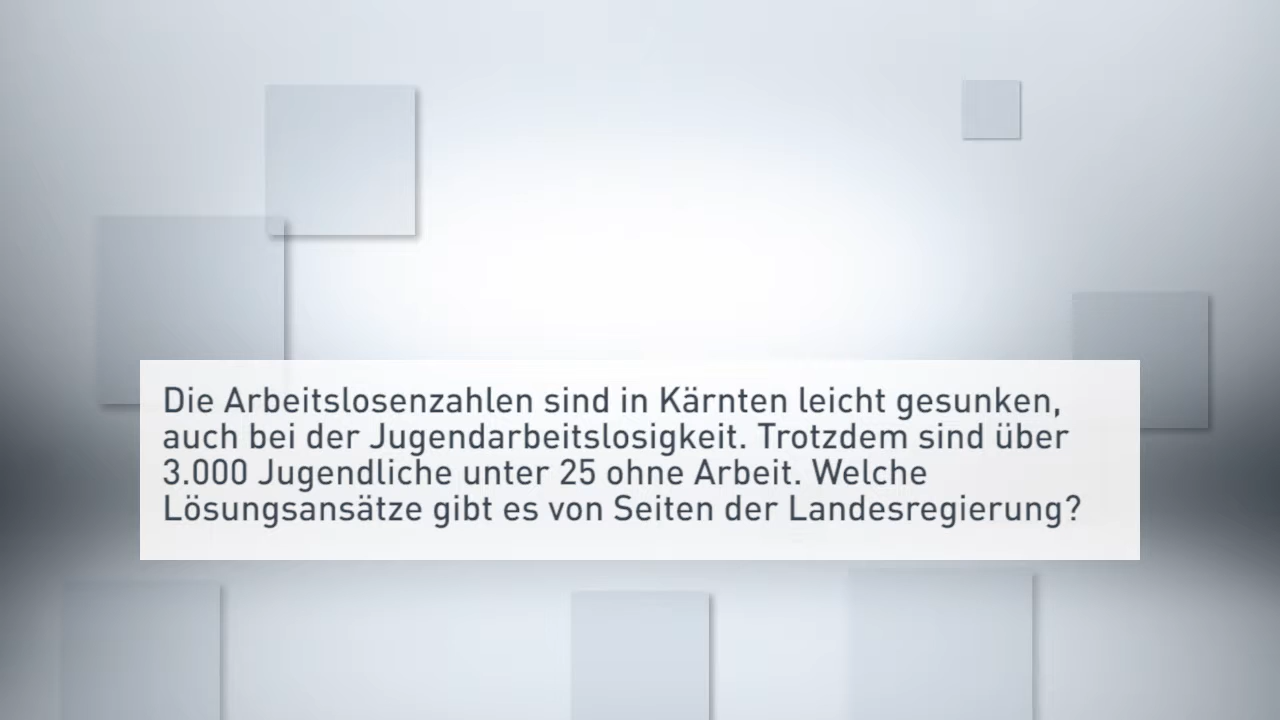 Die Arbeitslosenzahlen sind in Kärnten leicht gesunken,
auch bei der Jugendarbeitslosigkeit. Trotzdem sind über
3.000 Jugendliche unter 25 ohne Arbeit. Welche
Lösungsansätze gibt es von Seiten der Landesregierung?